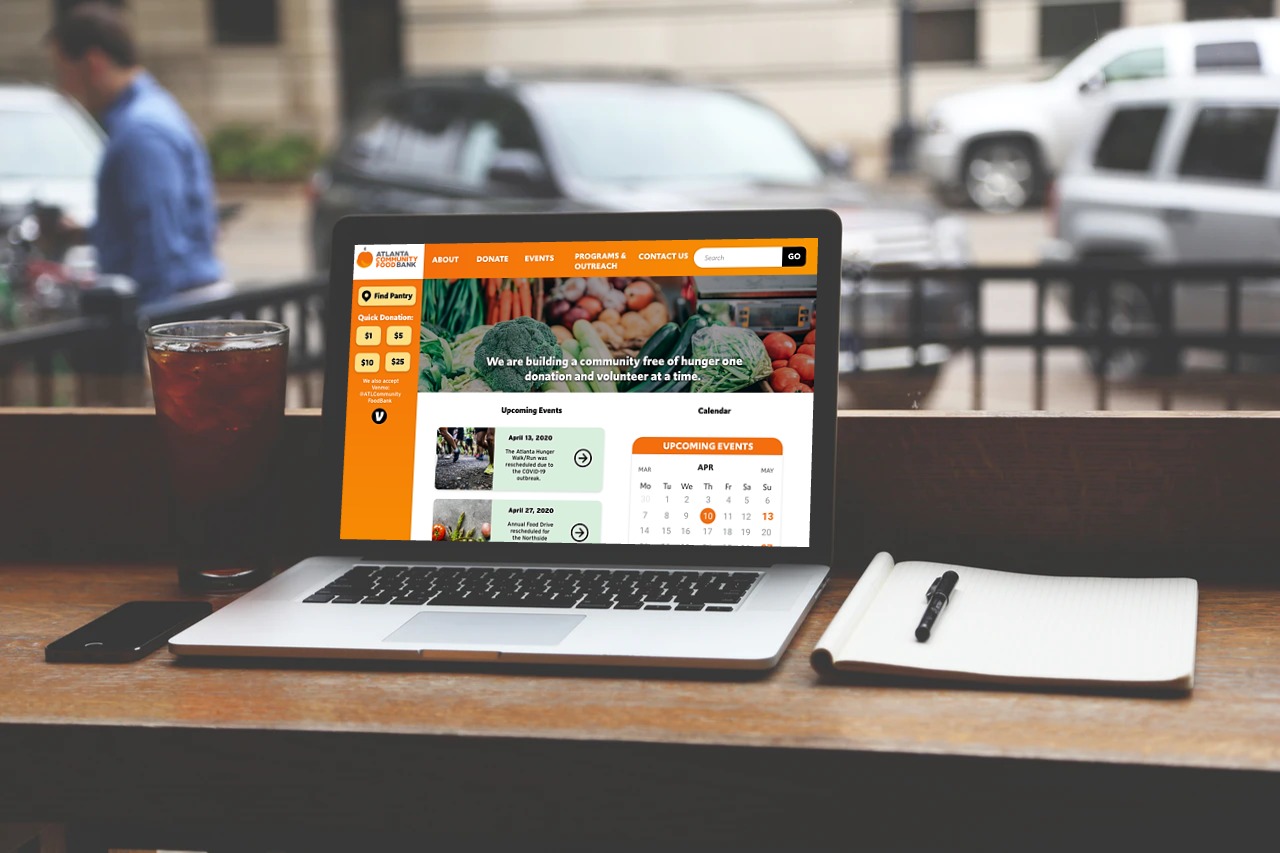 ATLANTA
COMMUNITY
FOOD BANK
ABOUT
DONATE
EVENTS
PROGRAMS &
OUTREACH
CONTACT US
Search
GO
Find Pantry
Quick Donation:
$1
$5
$10
$25
We also accept
Venmo:
@ATLCommunity
FoodBank
V
We are building a community free of hunger one
donation and volunteer at a time.
Upcoming Events
April 13, 2020
The Atlanta Hunger
Walk/Run was
rescheduled due to
the COVID-19
outbreak.
April 27, 2020
Annual Food Drive
rescheduled for
the Northside
Calendar
UPCOMING EVENTS
MAR APR MAY
Mo Tu We Th Fr Sa Su
30 1 2 3 4 5 6
7 8 9 10 11 12 13
14 15 16 17 18 19 20